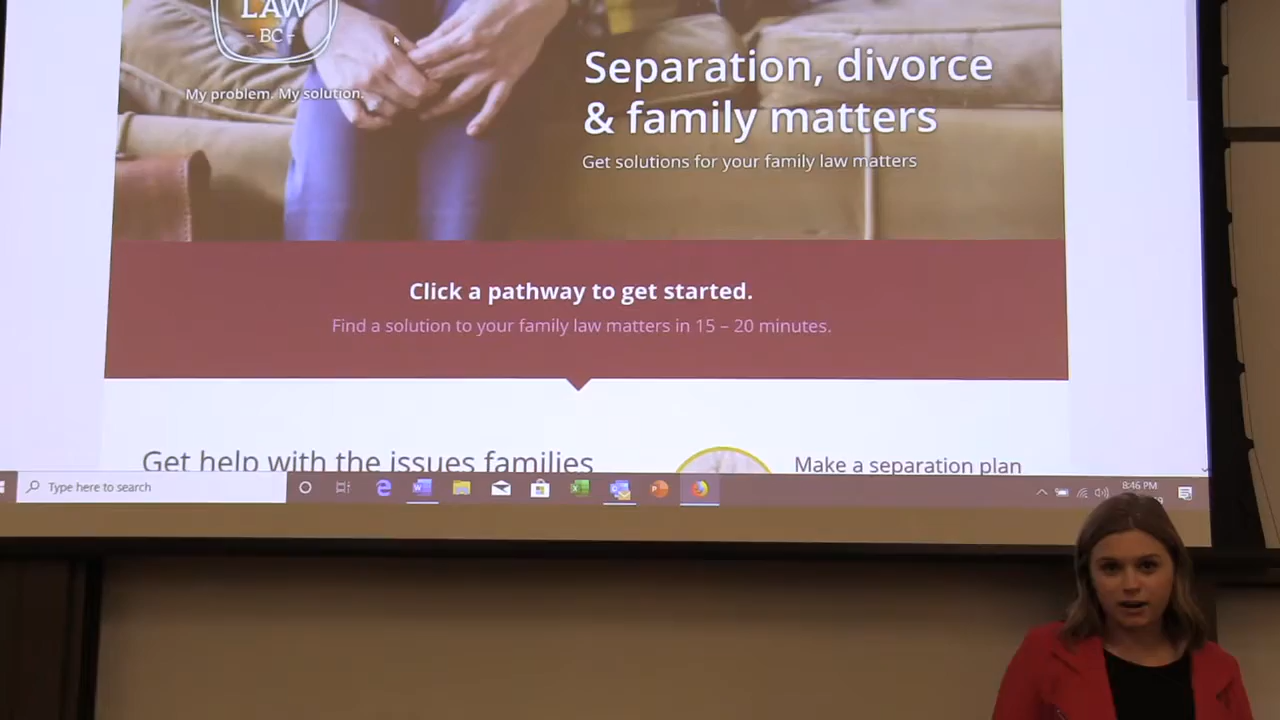 LAW
- BC -
My problem. My solution.
Separation, divorce
& family matters
Get solutions for your family law matters
Click a pathway to get started.
Find a solution to your family law matters in 15 – 20 minutes.
Get help with the issues families
Make a separation plan
Type here to search
8:46 PM